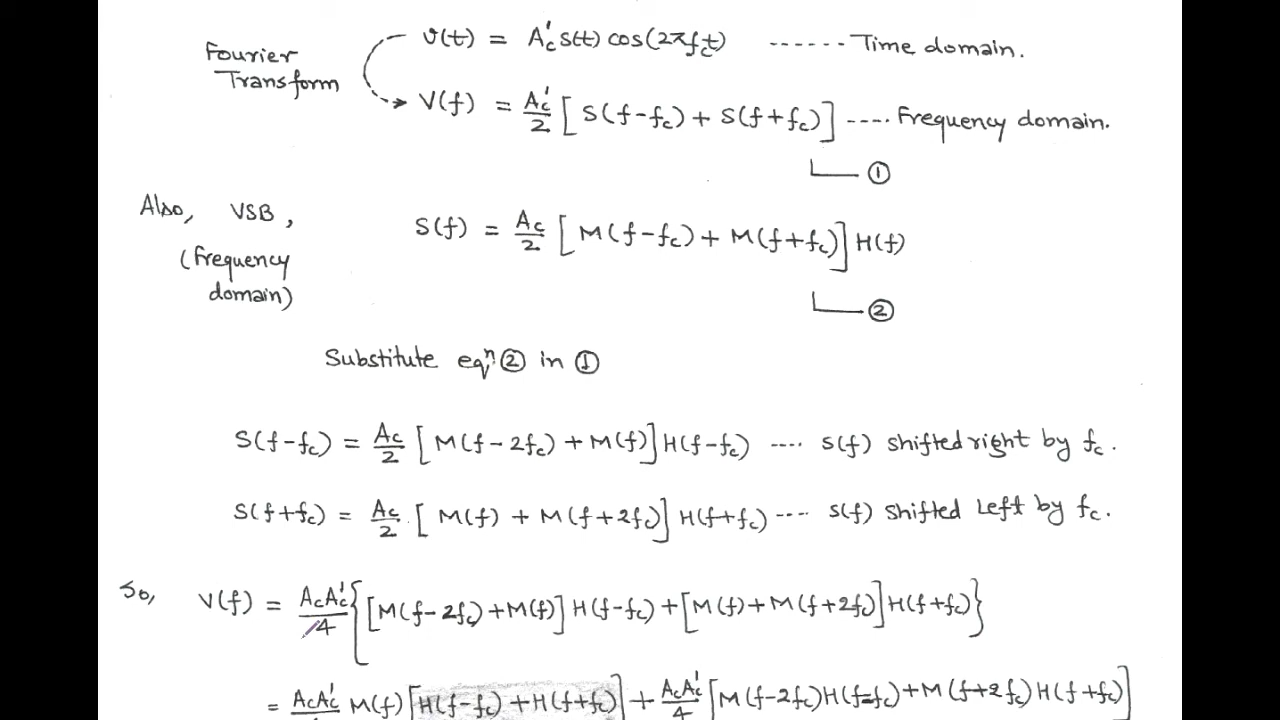 v(t) = A'c s(t) cos(2πfct) ------ Time domain.
Fourier
Transform
V(f) = A'c/2 [ S(f-fc) + S(f+fc) ] ---- Frequency domain.
①
Also, VSB,
(frequency
domain)
S(f) = Ac/2 [ M(f-fc) + M(f+fc) ] H(f)
②
Substitute eqⁿ ② in ①
S(f-fc) = Ac/2 [ M(f-2fc) + M(f) ] H(f-fc) ---- S(f) shifted right by fc.
S(f+fc) = Ac/2 [ M(f) + M(f+2fc) ] H(f+fc) ---- S(f) shifted left by fc.
So, V(f) = AcA'c/4 { [ M(f-2fc) + M(f) ] H(f-fc) + [ M(f) + M(f+2fc) ] H(f+fc) }
= AcA'c M(f) [ H(f-fc) + H(f+fc) ] + AcA'c/4 [ M(f-2fc) H(f-fc) + M(f+2fc) H(f+fc) ]